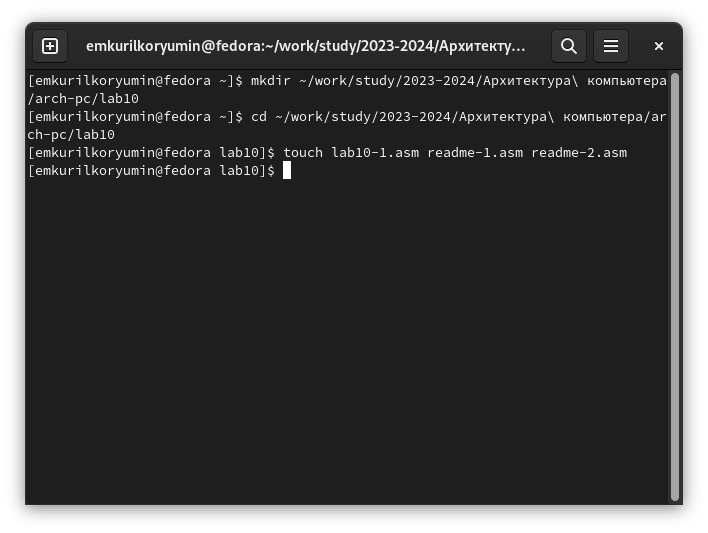 emkurilkoryumin@fedora:~/work/study/2023-2024/Архитекту…
[emkurilkoryumin@fedora ~]$ mkdir ~/work/study/2023-2024/Архитектура\ компьютера
/arch-pc/lab10
[emkurilkoryumin@fedora ~]$ cd ~/work/study/2023-2024/Архитектура\ компьютера/ar
ch-pc/lab10
[emkurilkoryumin@fedora lab10]$ touch lab10-1.asm readme-1.asm readme-2.asm
[emkurilkoryumin@fedora lab10]$